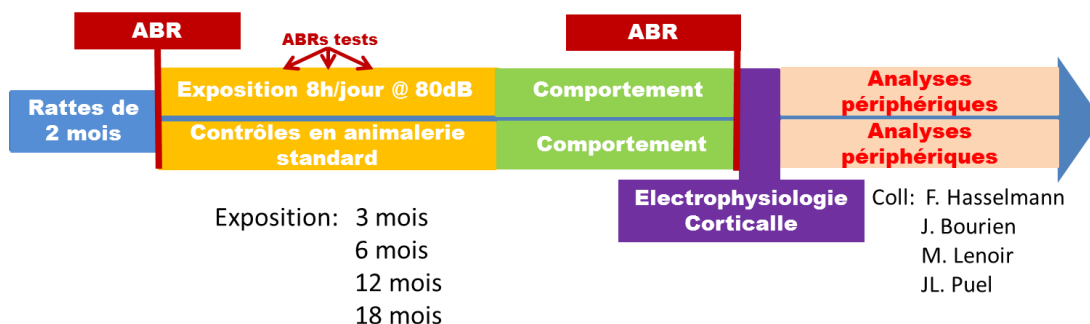 ABR
ABRs tests
ABR
Rattes de
2 mois
Exposition 8h/jour @ 80dB
Comportement
Analyses
périphériques
Contrôles en animalerie
standard
Comportement
Analyses
périphériques
Electrophysiologie
Corticalle
Exposition: 3 mois
6 mois
12 mois
18 mois
Coll: F. Hasselmann
J. Bourien
M. Lenoir
JL. Puel